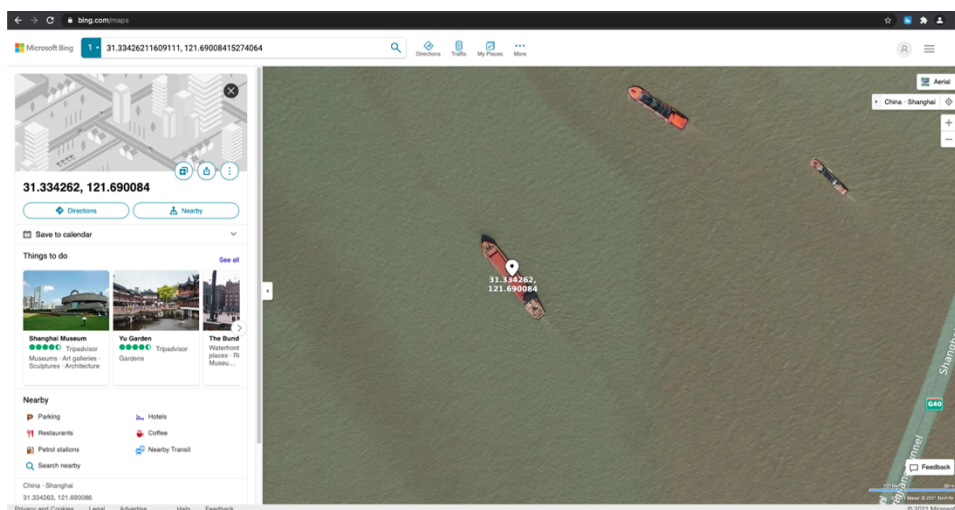 bing.com/maps
Microsoft Bing
1
31.33426211609111, 121.69008415274064
Directions
Traffic
My Places
More
Aerial
China · Shanghai
31.334262, 121.690084
Directions
Nearby
Save to calendar
Things to do
See all
Shanghai Museum
Tripadvisor
Museums · Art galleries ·
Sculptures · Architecture
Yu Garden
Tripadvisor
Gardens
The Bund
Waterfront
places · Ri
Museu...
Nearby
Parking
Hotels
Restaurants
Coffee
Petrol stations
Nearby Transit
Search nearby
China · Shanghai
31.334263, 121.690086
Privacy and Cookies
Legal
Advertise
Help
Feedback
31.334262,
121.690084
G40
Feedback
© 2021 Microsoft